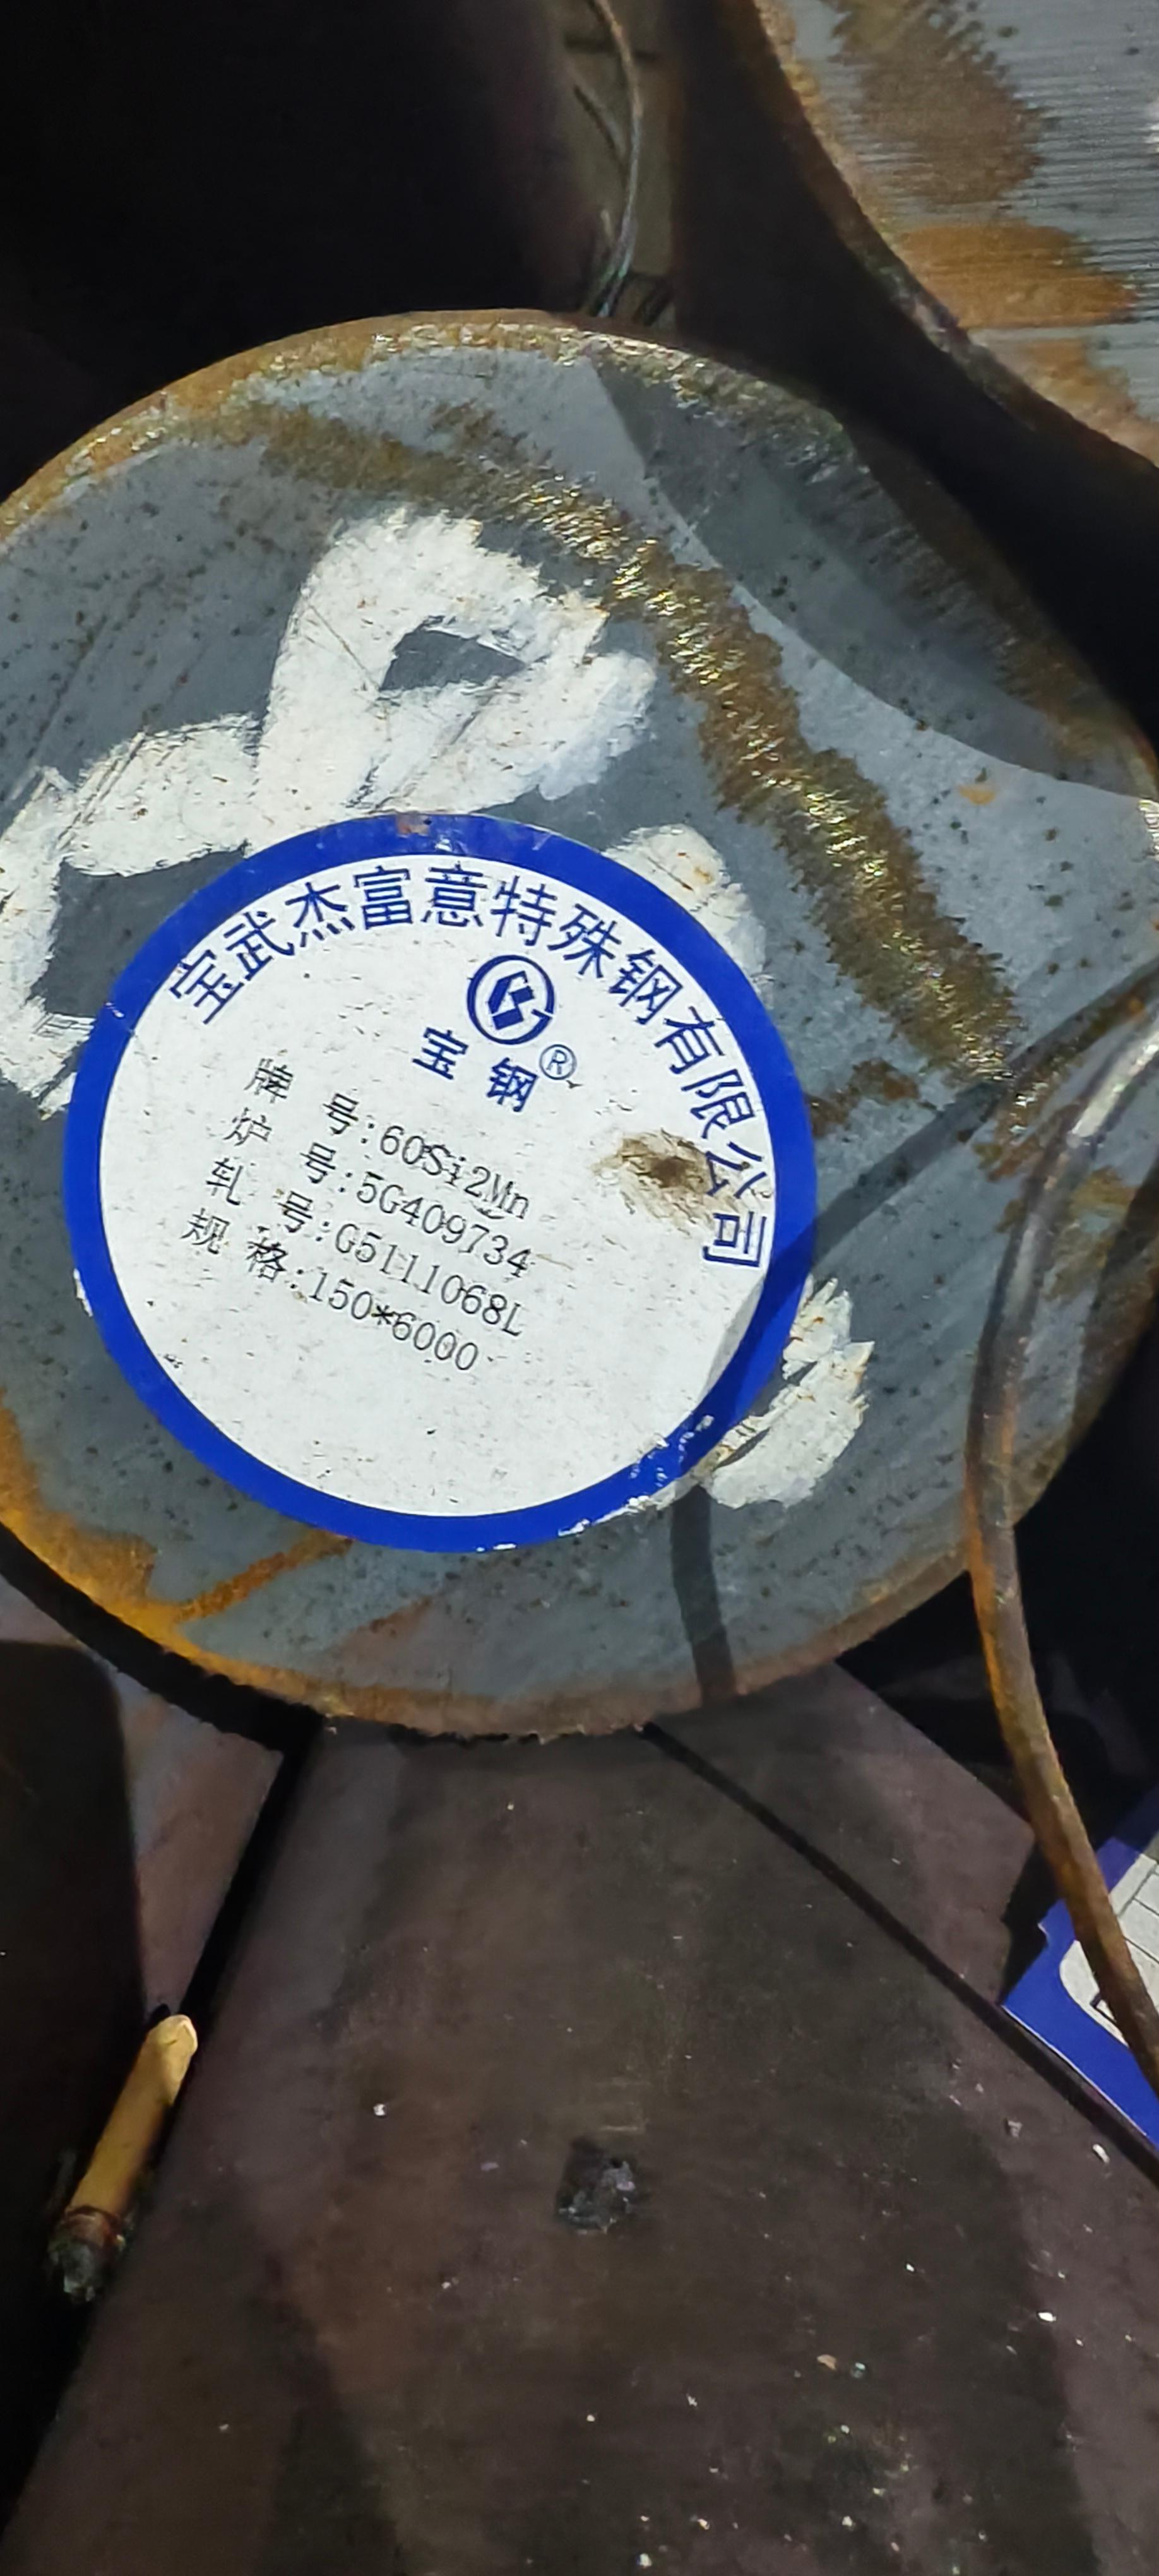 宝武杰富意特殊钢有限公司
宝钢®
牌 号:60Si2Mn
炉 号:5G409734
轧 号:G5111068L
规 格:150*6000